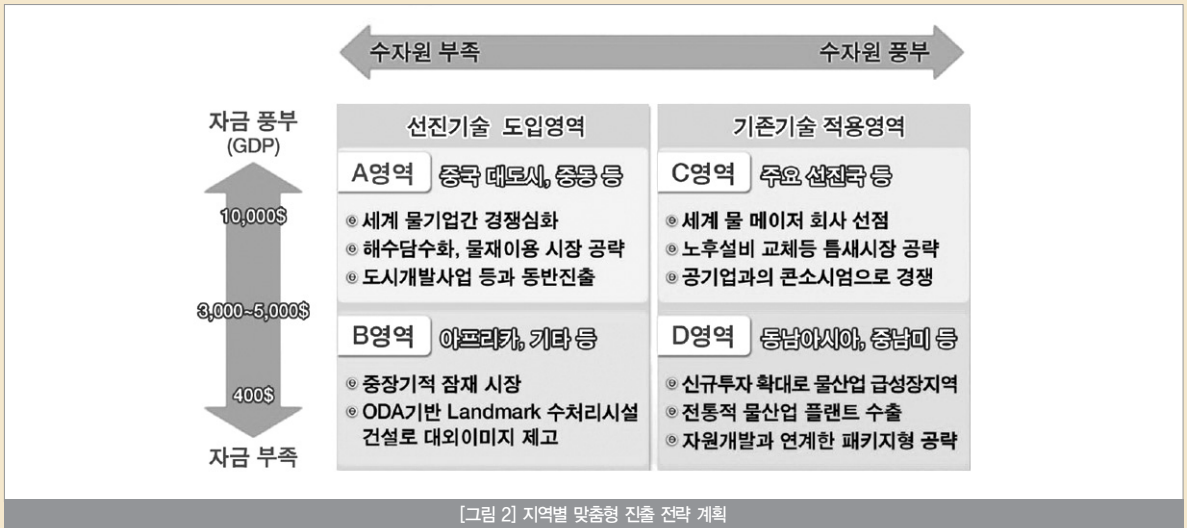 수자원 부족
수자원 풍부
자금 풍부
(GDP)
10,000$
3,000~5,000$
400$
자금 부족
선진기술 도입영역
A영역 중국 대도시, 중동 등
세계 물기업간 경쟁심화
해수담수화, 물재이용 시장 공략
도시개발사업 등과 동반진출
B영역 아프리카, 기타 등
중장기적 잠재 시장
ODA기반 Landmark 수처리시설
건설로 대외이미지 제고
기존기술 적용영역
C영역 주요 선진국 등
세계 물 메이저 회사 선점
노후설비 교체등 틈새시장 공략
공기업과의 콘소시엄으로 경쟁
D영역 동남아시아, 중남미 등
신규투자 확대로 물산업 급성장지역
전통적 물산업 플랜트 수출
자원개발과 연계한 패키지형 공략
[그림 2] 지역별 맞춤형 진출 전략 계획